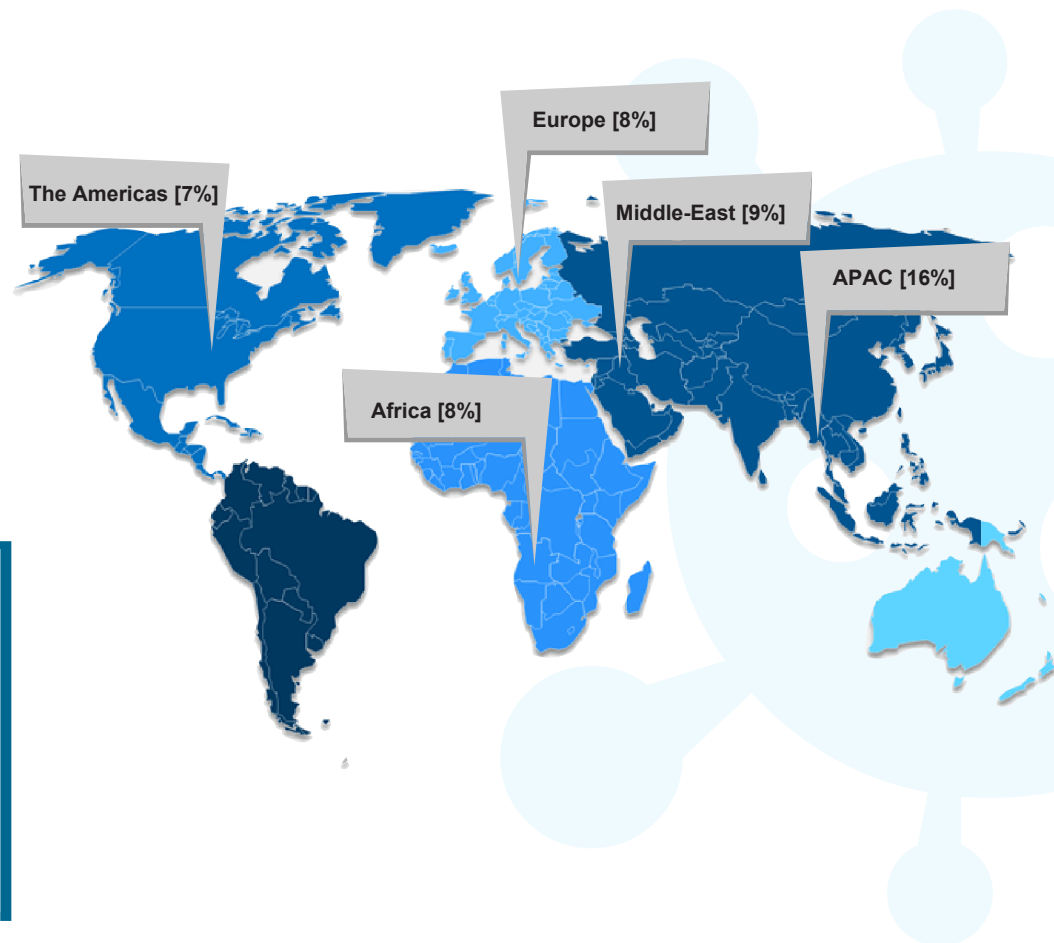 Europe [8%]
The Americas [7%]
Middle-East [9%]
APAC [16%]
Africa [8%]